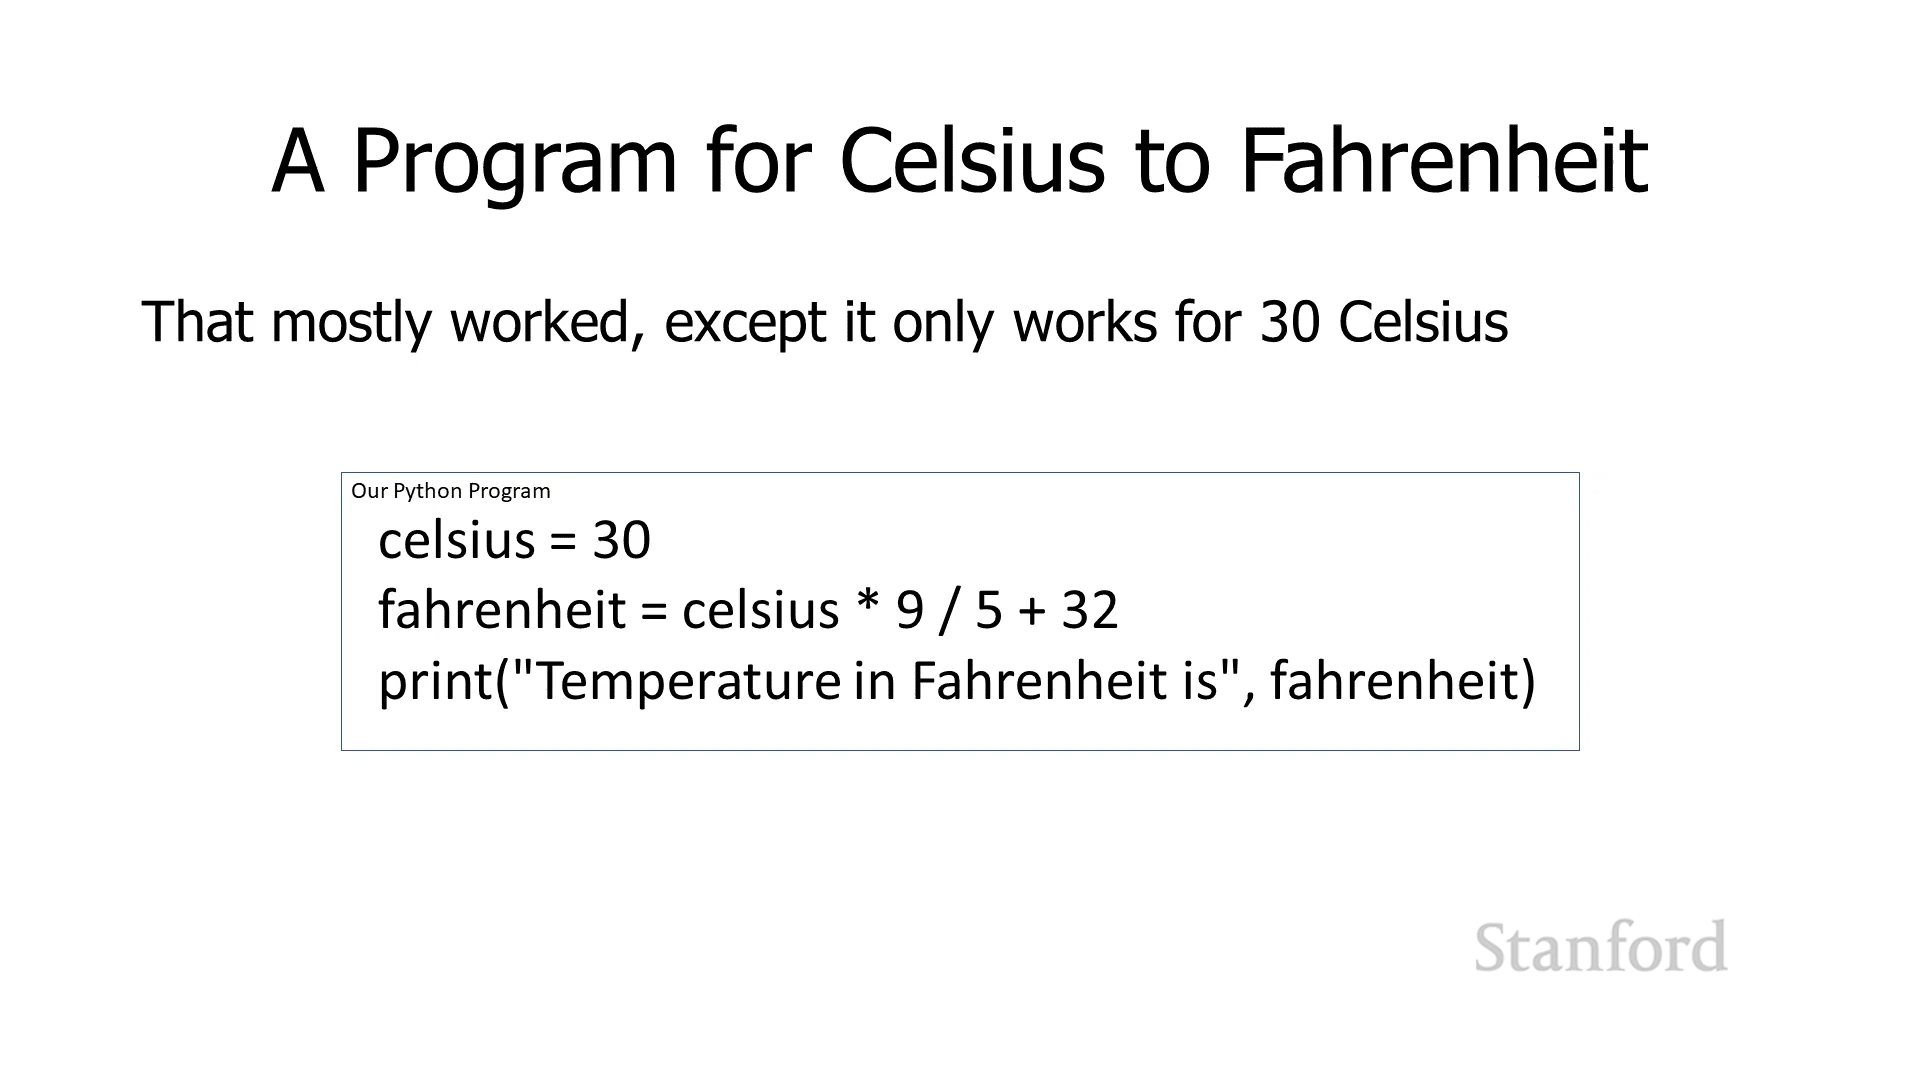 A Program for Celsius to Fahrenheit
That mostly worked, except it only works for 30 Celsius
Our Python Program
celsius = 30
fahrenheit = celsius * 9 / 5 + 32
print("Temperature in Fahrenheit is", fahrenheit)
Stanford